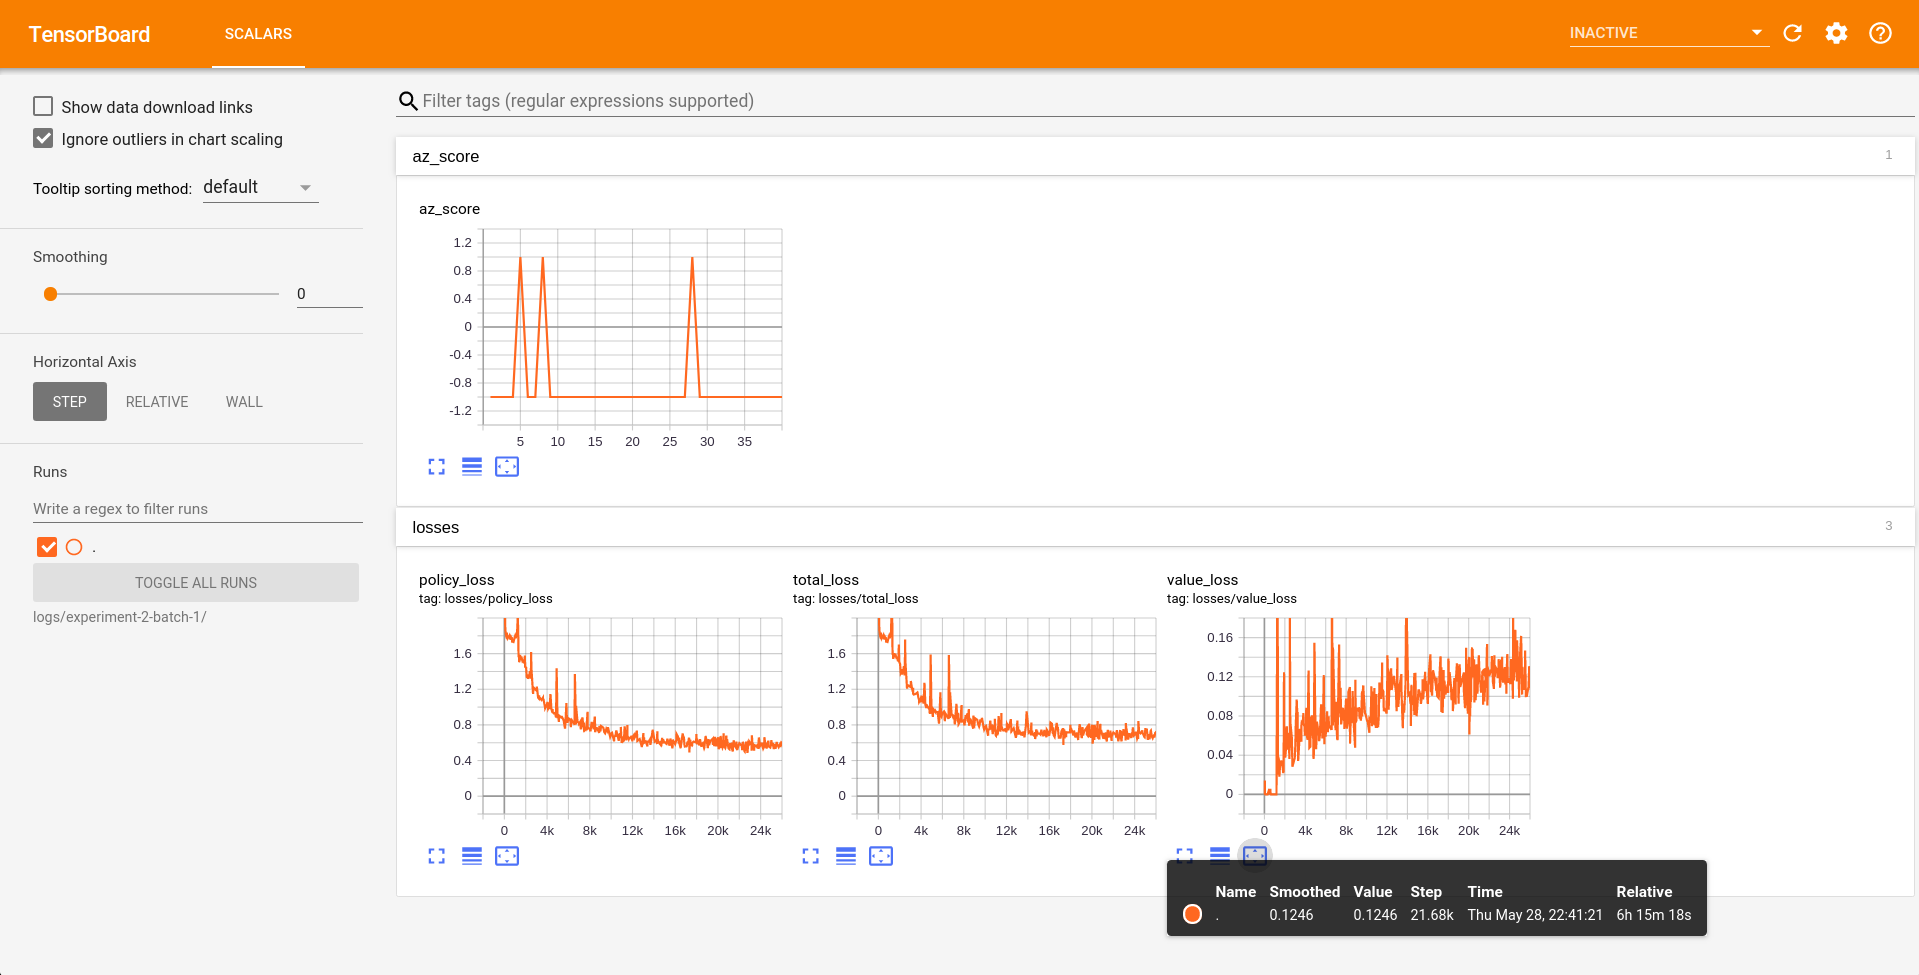 TensorBoard
SCALARS
INACTIVE
Show data download links
Ignore outliers in chart scaling
Tooltip sorting method: default
Smoothing
0
Horizontal Axis
STEP RELATIVE WALL
Runs
Write a regex to filter runs
.
TOGGLE ALL RUNS
logs/experiment-2-batch-1/
Filter tags (regular expressions supported)
az_score 1
az_score
1.2
0.8
0.4
0
-0.4
-0.8
-1.2
5 10 15 20 25 30 35
losses 3
policy_loss
tag: losses/policy_loss
1.6
1.2
0.8
0.4
0
0 4k 8k 12k 16k 20k 24k
total_loss
tag: losses/total_loss
1.6
1.2
0.8
0.4
0
0 4k 8k 12k 16k 20k 24k
value_loss
tag: losses/value_loss
0.16
0.12
0.08
0.04
0
0 4k 8k 12k 16k 20k 24k
Name Smoothed Value Step Time Relative
. 0.1246 0.1246 21.68k Thu May 28, 22:41:21 6h 15m 18s